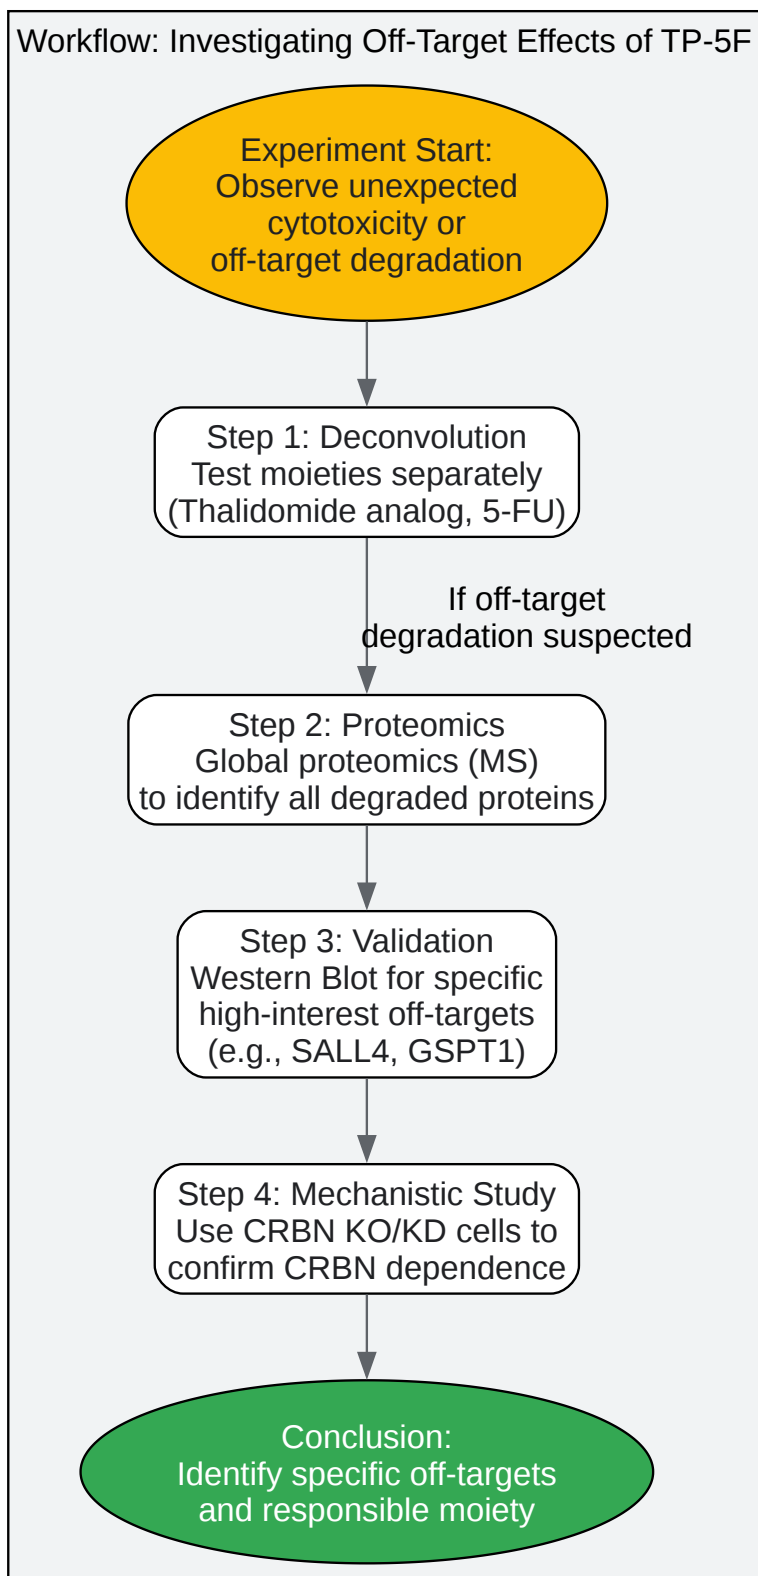 Workflow: Investigating Off-Target Effects of TP-5F
Experiment Start:
Observe unexpected
cytotoxicity or
off-target degradation
Step 1: Deconvolution
Test moieties separately
(Thalidomide analog, 5-FU)
If off-target
degradation suspected
Step 2: Proteomics
Global proteomics (MS)
to identify all degraded proteins
Step 3: Validation
Western Blot for specific
high-interest off-targets
(e.g., SALL4, GSPT1)
Step 4: Mechanistic Study
Use CRBN KO/KD cells to
confirm CRBN dependence
Conclusion:
Identify specific off-targets
and responsible moiety